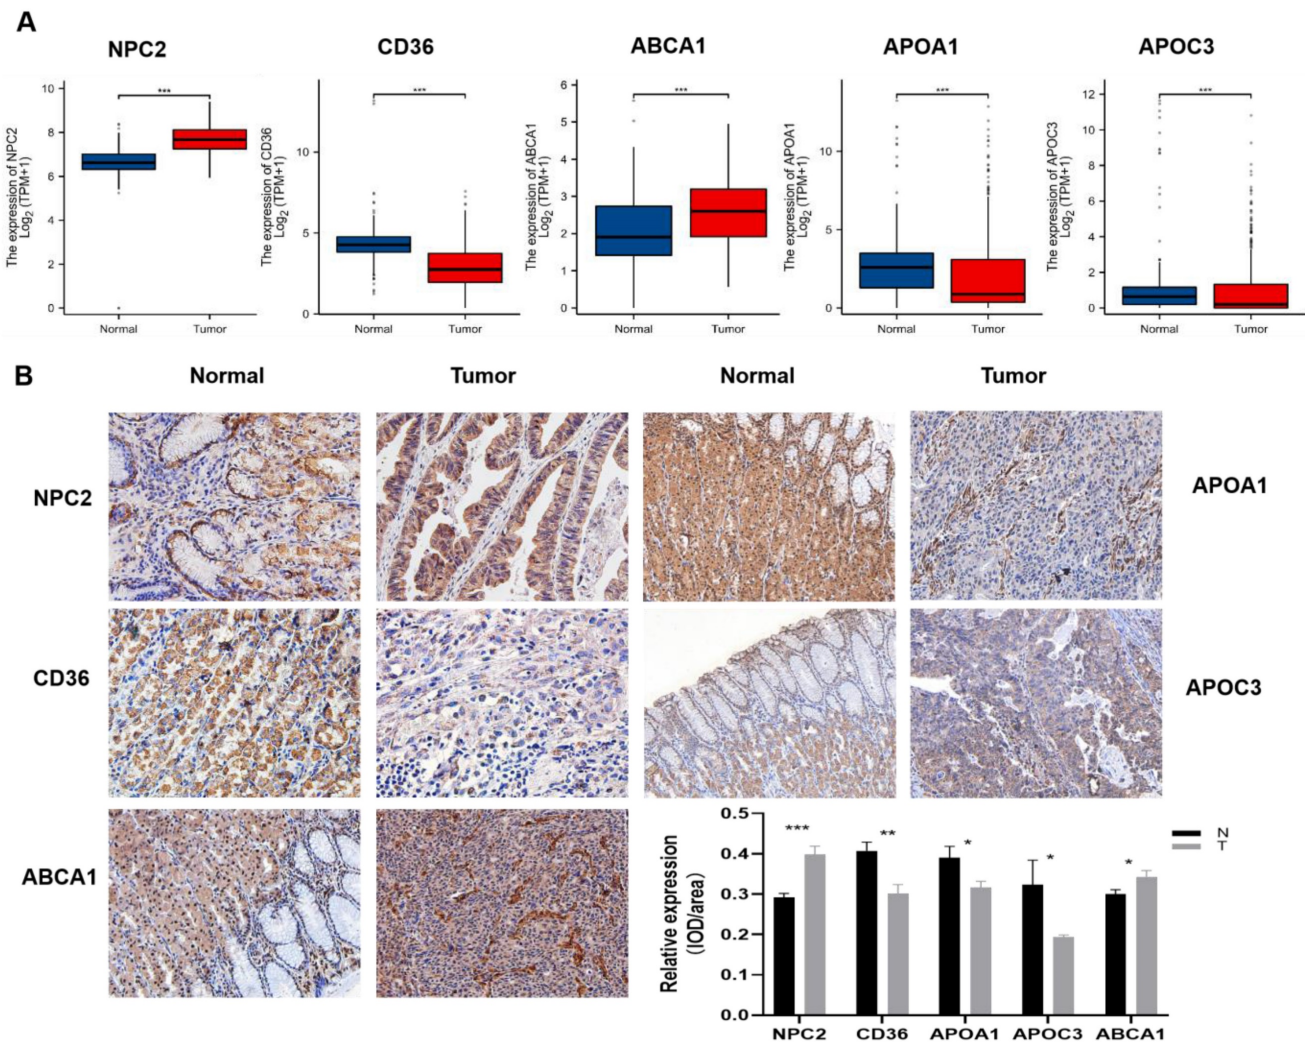 A
NPC2
CD36
ABCA1
APOA1
APOC3
The expression of NPC2
Log2 (TPM+1)
10
8
6
4
2
0
***
Normal
Tumor
The expression of CD36
Log2 (TPM+1)
10
5
0
***
Normal
Tumor
The expression of ABCA1
Log2 (TPM+1)
6
5
4
3
2
1
0
***
Normal
Tumor
The expression of APOA1
Log2 (TPM+1)
10
5
0
***
Normal
Tumor
The expression of APOC3
Log2 (TPM+1)
12
10
8
6
4
2
0
***
Normal
Tumor
B
Normal
Tumor
Normal
Tumor
NPC2
APOA1
CD36
APOC3
ABCA1
Relative expression
(IOD/area)
0.5
0.4
0.3
0.2
0.1
0.0
***
**
*
*
*
N
T
NPC2
CD36
APOA1
APOC3
ABCA1